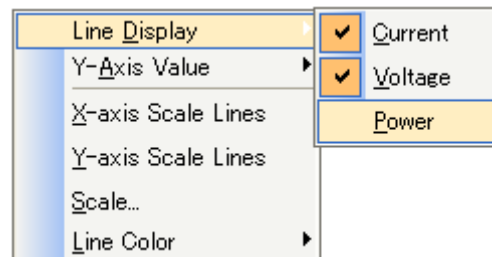 Line Display
Y-Axis Value
X-axis Scale Lines
Y-axis Scale Lines
Scale...
Line Color
Current
Voltage
Power